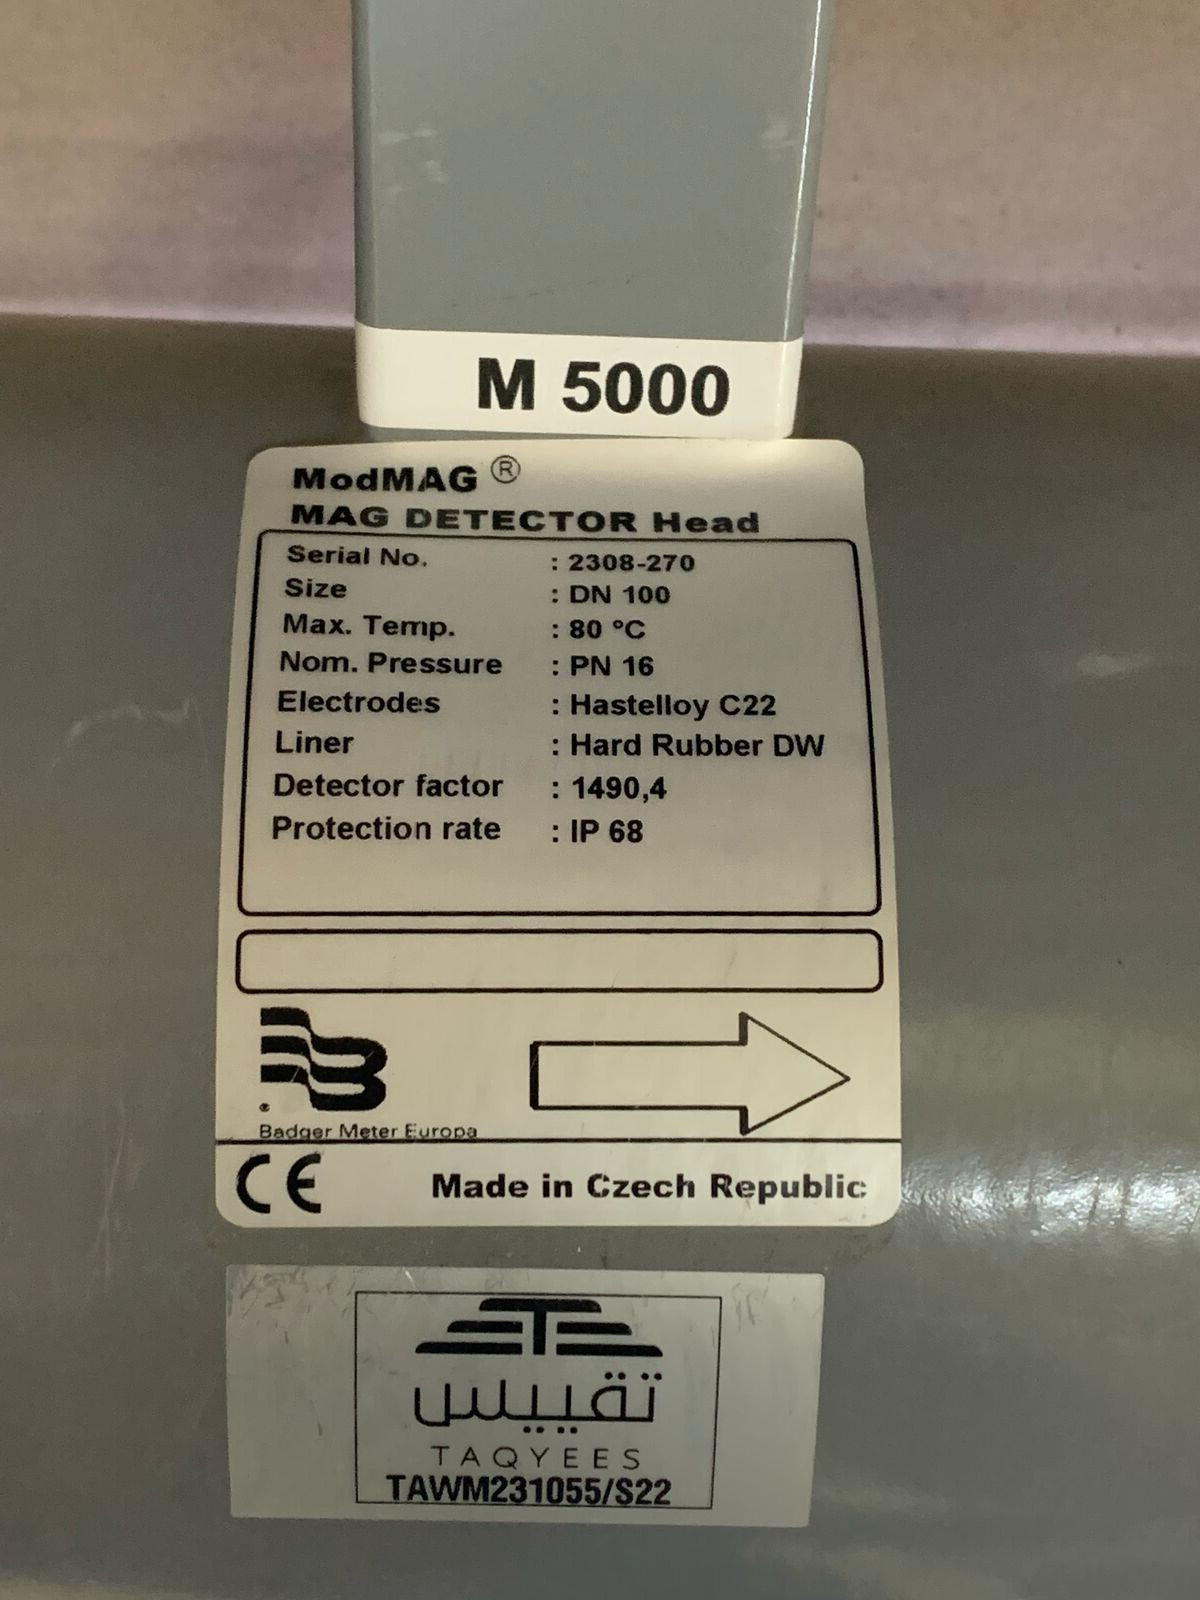 M 5000
ModMAG ®
MAG DETECTOR Head
Serial No. : 2308-270
Size : DN 100
Max. Temp. : 80 °C
Nom. Pressure : PN 16
Electrodes : Hastelloy C22
Liner : Hard Rubber DW
Detector factor : 1490,4
Protection rate : IP 68
Badger Meter Europa
CE Made in Czech Republic
تقييس
TAQYEES
TAWM231055/S22